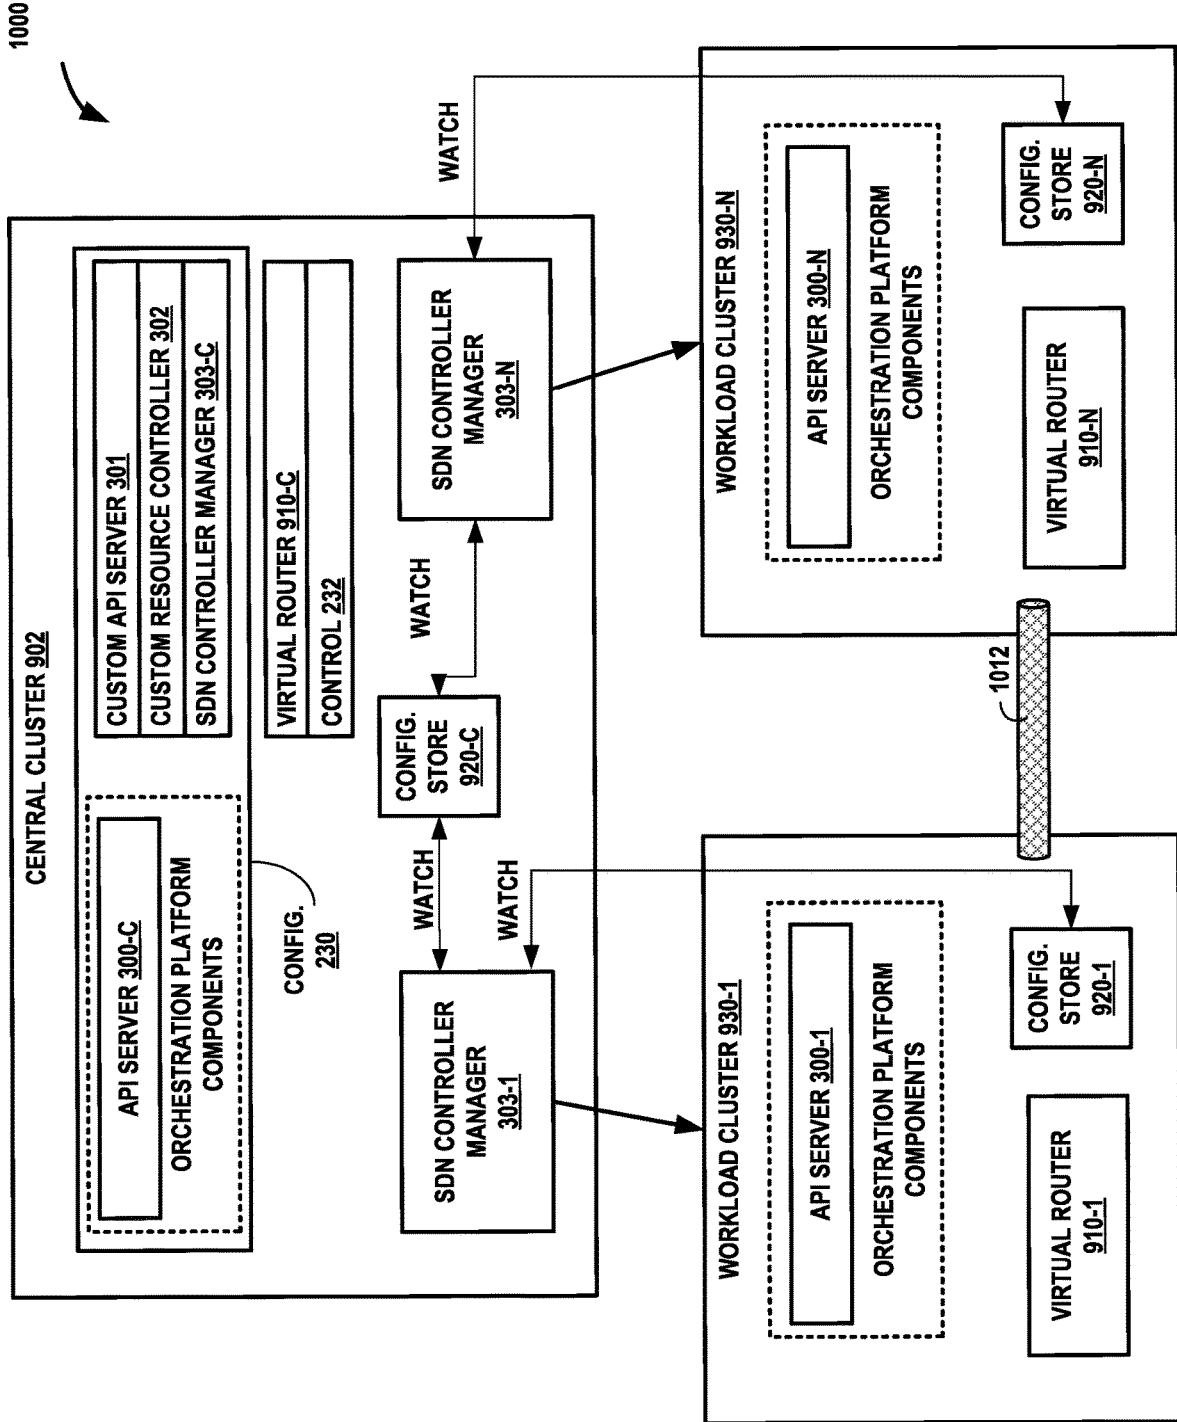 1000
CENTRAL CLUSTER 902
API SERVER 300-C
ORCHESTRATION PLATFORM
COMPONENTS
CUSTOM API SERVER 301
CUSTOM RESOURCE CONTROLLER 302
SDN CONTROLLER MANAGER 303-C
CONFIG.
230
VIRTUAL ROUTER 910-C
CONTROL 232
SDN CONTROLLER
MANAGER
303-1
WATCH
WATCH
CONFIG.
STORE
920-C
WATCH
SDN CONTROLLER
MANAGER
303-N
WATCH
WORKLOAD CLUSTER 930-1
API SERVER 300-1
ORCHESTRATION PLATFORM
COMPONENTS
VIRTUAL ROUTER
910-1
CONFIG.
STORE
920-1
1012
WORKLOAD CLUSTER 930-N
API SERVER 300-N
ORCHESTRATION PLATFORM
COMPONENTS
VIRTUAL ROUTER
910-N
CONFIG.
STORE
920-N